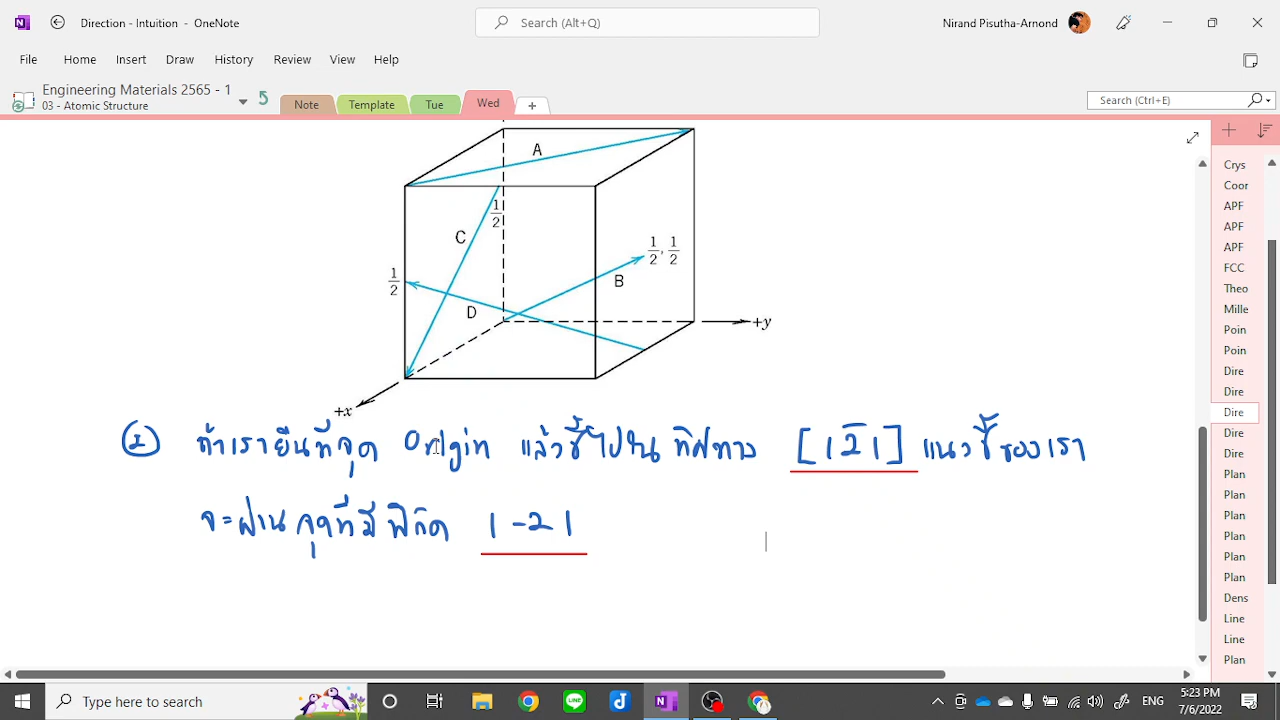 Direction - Intuition - OneNote
Search (Alt+Q)
Nirand Pisutha-Arnond
File Home Insert Draw History Review View Help
Engineering Materials 2565 - 1
03 - Atomic Structure
Note Template Tue Wed +
Search (Ctrl+E)
A
1/2
C
1/2, 1/2
B
1/2
D
+y
+x
② ถ้าเรายืนที่จุด Origin แล้วชี้ไปใน ทิศทาง [1 2̅ 1] แนวชี้ของเรา
จะผ่าน จุดที่มี พิกัด 1 -2 1
Crys
Coor
APF
APF
APF
FCC
Theo
Mille
Poin
Poin
Dire
Dire
Dire
Dire
Dire
Plan
Plan
Plan
Plan
Plan
Plan
Dens
Line
Line
Plan
Type here to search
ENG
5:23 PM
7/6/2022